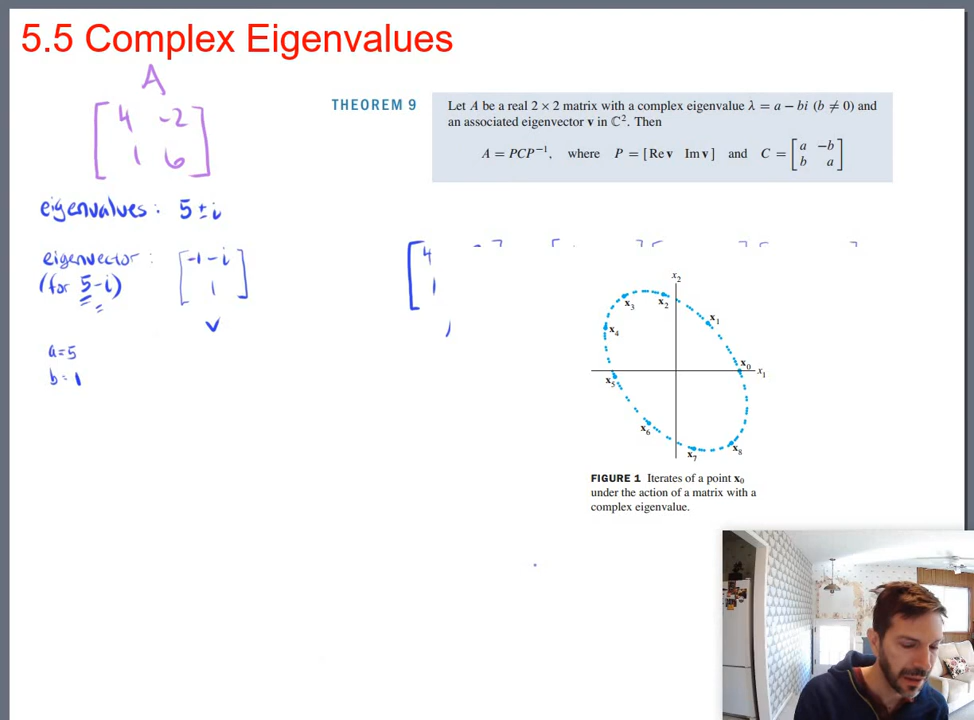 5.5 Complex Eigenvalues
A
4 -2
1 6
THEOREM 9
Let A be a real 2 × 2 matrix with a complex eigenvalue λ = a − bi (b ≠ 0) and
an associated eigenvector v in ℂ². Then
A = PCP⁻¹, where P = [Re v Im v] and C = [a −b
b a]
eigenvalues: 5 ± i
eigenvector:
(for 5-i)
[-1 - i
1]
v
a=5
b=1
4
1
x₂
x₃
x₂
x₁
x₄
x₀
x₁
x₅
x₆
x₇
x₈
FIGURE 1 Iterates of a point x₀
under the action of a matrix with a
complex eigenvalue.